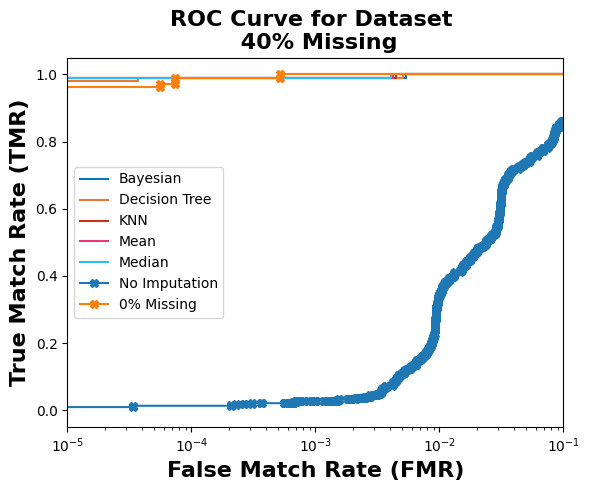 ROC Curve for Dataset
40% Missing
True Match Rate (TMR)
1.0
0.8
0.6
0.4
0.2
0.0
Bayesian
Decision Tree
KNN
Mean
Median
No Imputation
0% Missing
10⁻⁵
10⁻⁴
10⁻³
10⁻²
10⁻¹
False Match Rate (FMR)